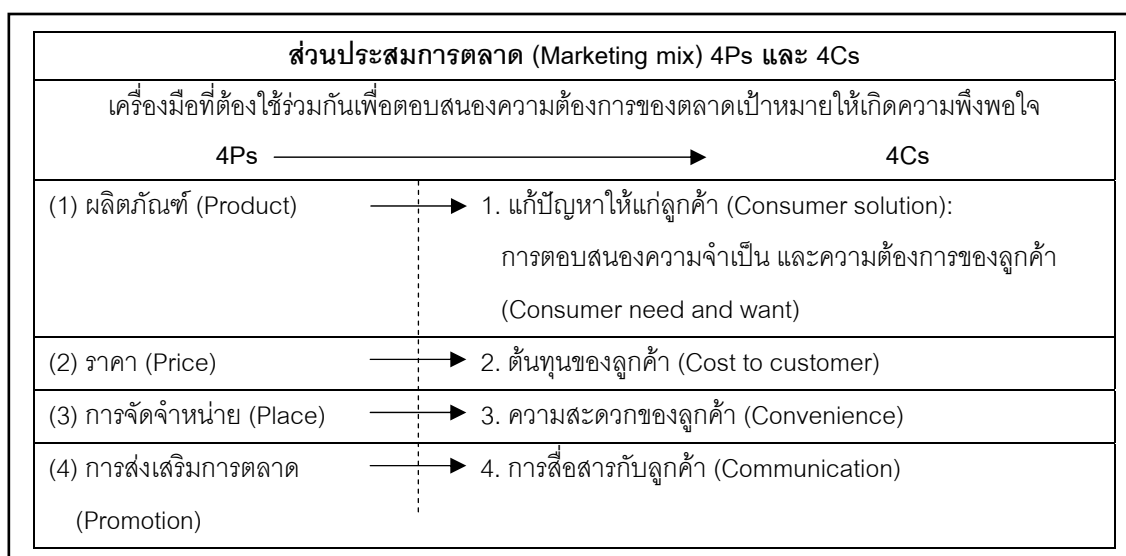 ส่วนประสมการตลาด (Marketing mix) 4Ps และ 4Cs
เครื่องมือที่ต้องใช้ร่วมกันเพื่อตอบสนองความต้องการของตลาดเป้าหมายให้เกิดความพึงพอใจ
4Ps 4Cs
(1) ผลิตภัณฑ์ (Product) 1. แก้ปัญหาให้แก่ลูกค้า (Consumer solution):
การตอบสนองความจำเป็น และความต้องการของลูกค้า
(Consumer need and want)
(2) ราคา (Price) 2. ต้นทุนของลูกค้า (Cost to customer)
(3) การจัดจำหน่าย (Place) 3. ความสะดวกของลูกค้า (Convenience)
(4) การส่งเสริมการตลาด 4. การสื่อสารกับลูกค้า (Communication)
(Promotion)